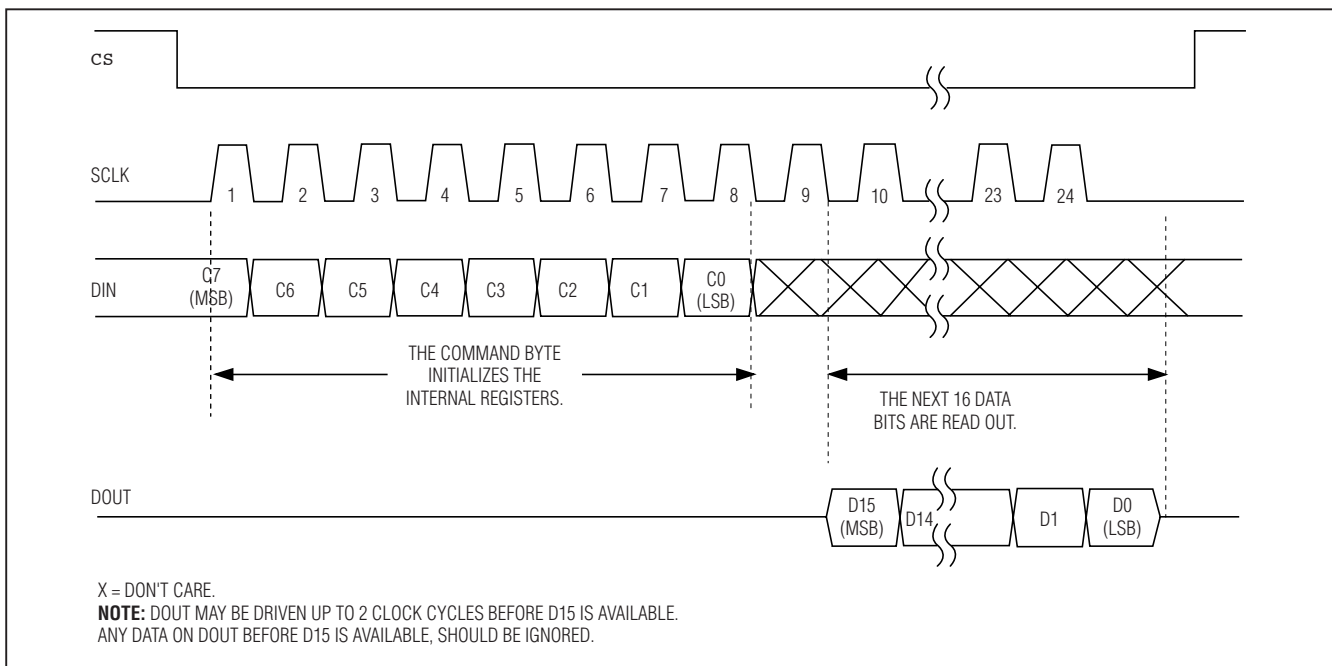 CS
SCLK
1 2 3 4 5 6 7 8 9 10 23 24
DIN
C7
(MSB)
C6 C5 C4 C3 C2 C1
C0
(LSB)
THE COMMAND BYTE
INITIALIZES THE
INTERNAL REGISTERS.
THE NEXT 16 DATA
BITS ARE READ OUT.
DOUT
D15
(MSB)
D14 D1
D0
(LSB)
X = DON'T CARE.
NOTE: DOUT MAY BE DRIVEN UP TO 2 CLOCK CYCLES BEFORE D15 IS AVAILABLE.
ANY DATA ON DOUT BEFORE D15 IS AVAILABLE, SHOULD BE IGNORED.